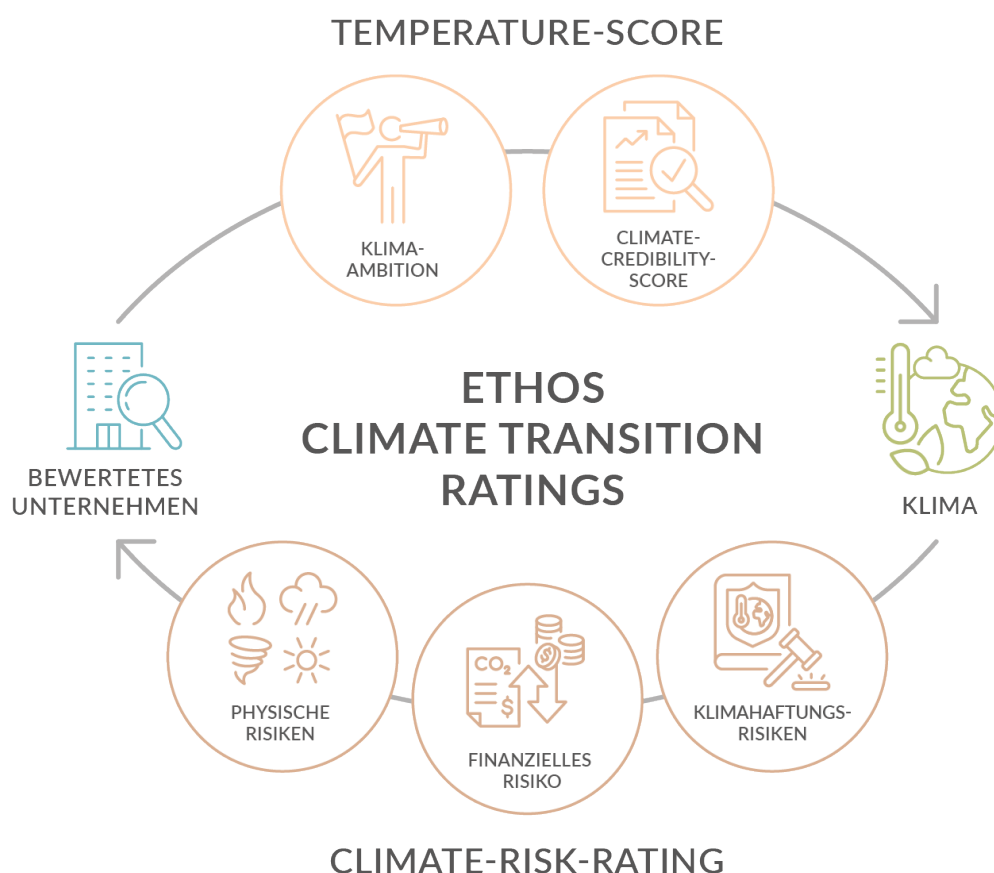 TEMPERATURE-SCORE
KLIMA-
AMBITION
CLIMATE-
CREDIBILITY-
SCORE
ETHOS
CLIMATE TRANSITION
RATINGS
BEWERTETES
UNTERNEHMEN
KLIMA
PHYSISCHE
RISIKEN
CO₂
$
$
FINANZIELLES
RISIKO
KLIMAHAFTUNGS-
RISIKEN
CLIMATE-RISK-RATING